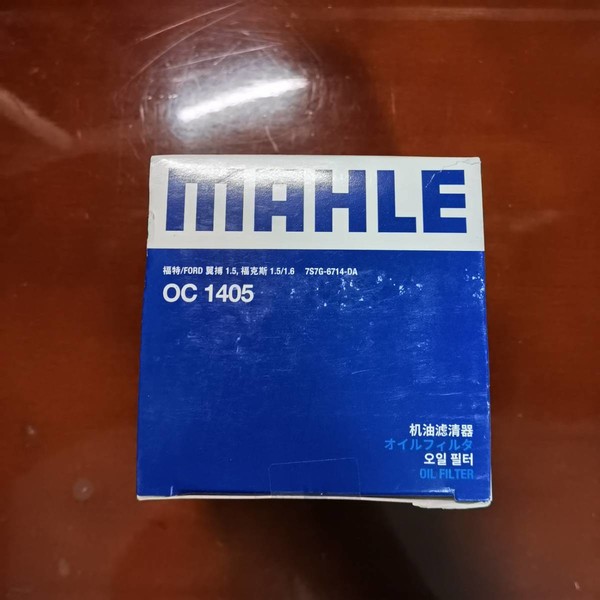 MAHLE
福特/FORD 翼搏 1.5, 福克斯 1.5/1.6 7S7G-6714-DA
OC 1405
机油滤清器
オイルフィルタ
오일 필터
OIL FILTER